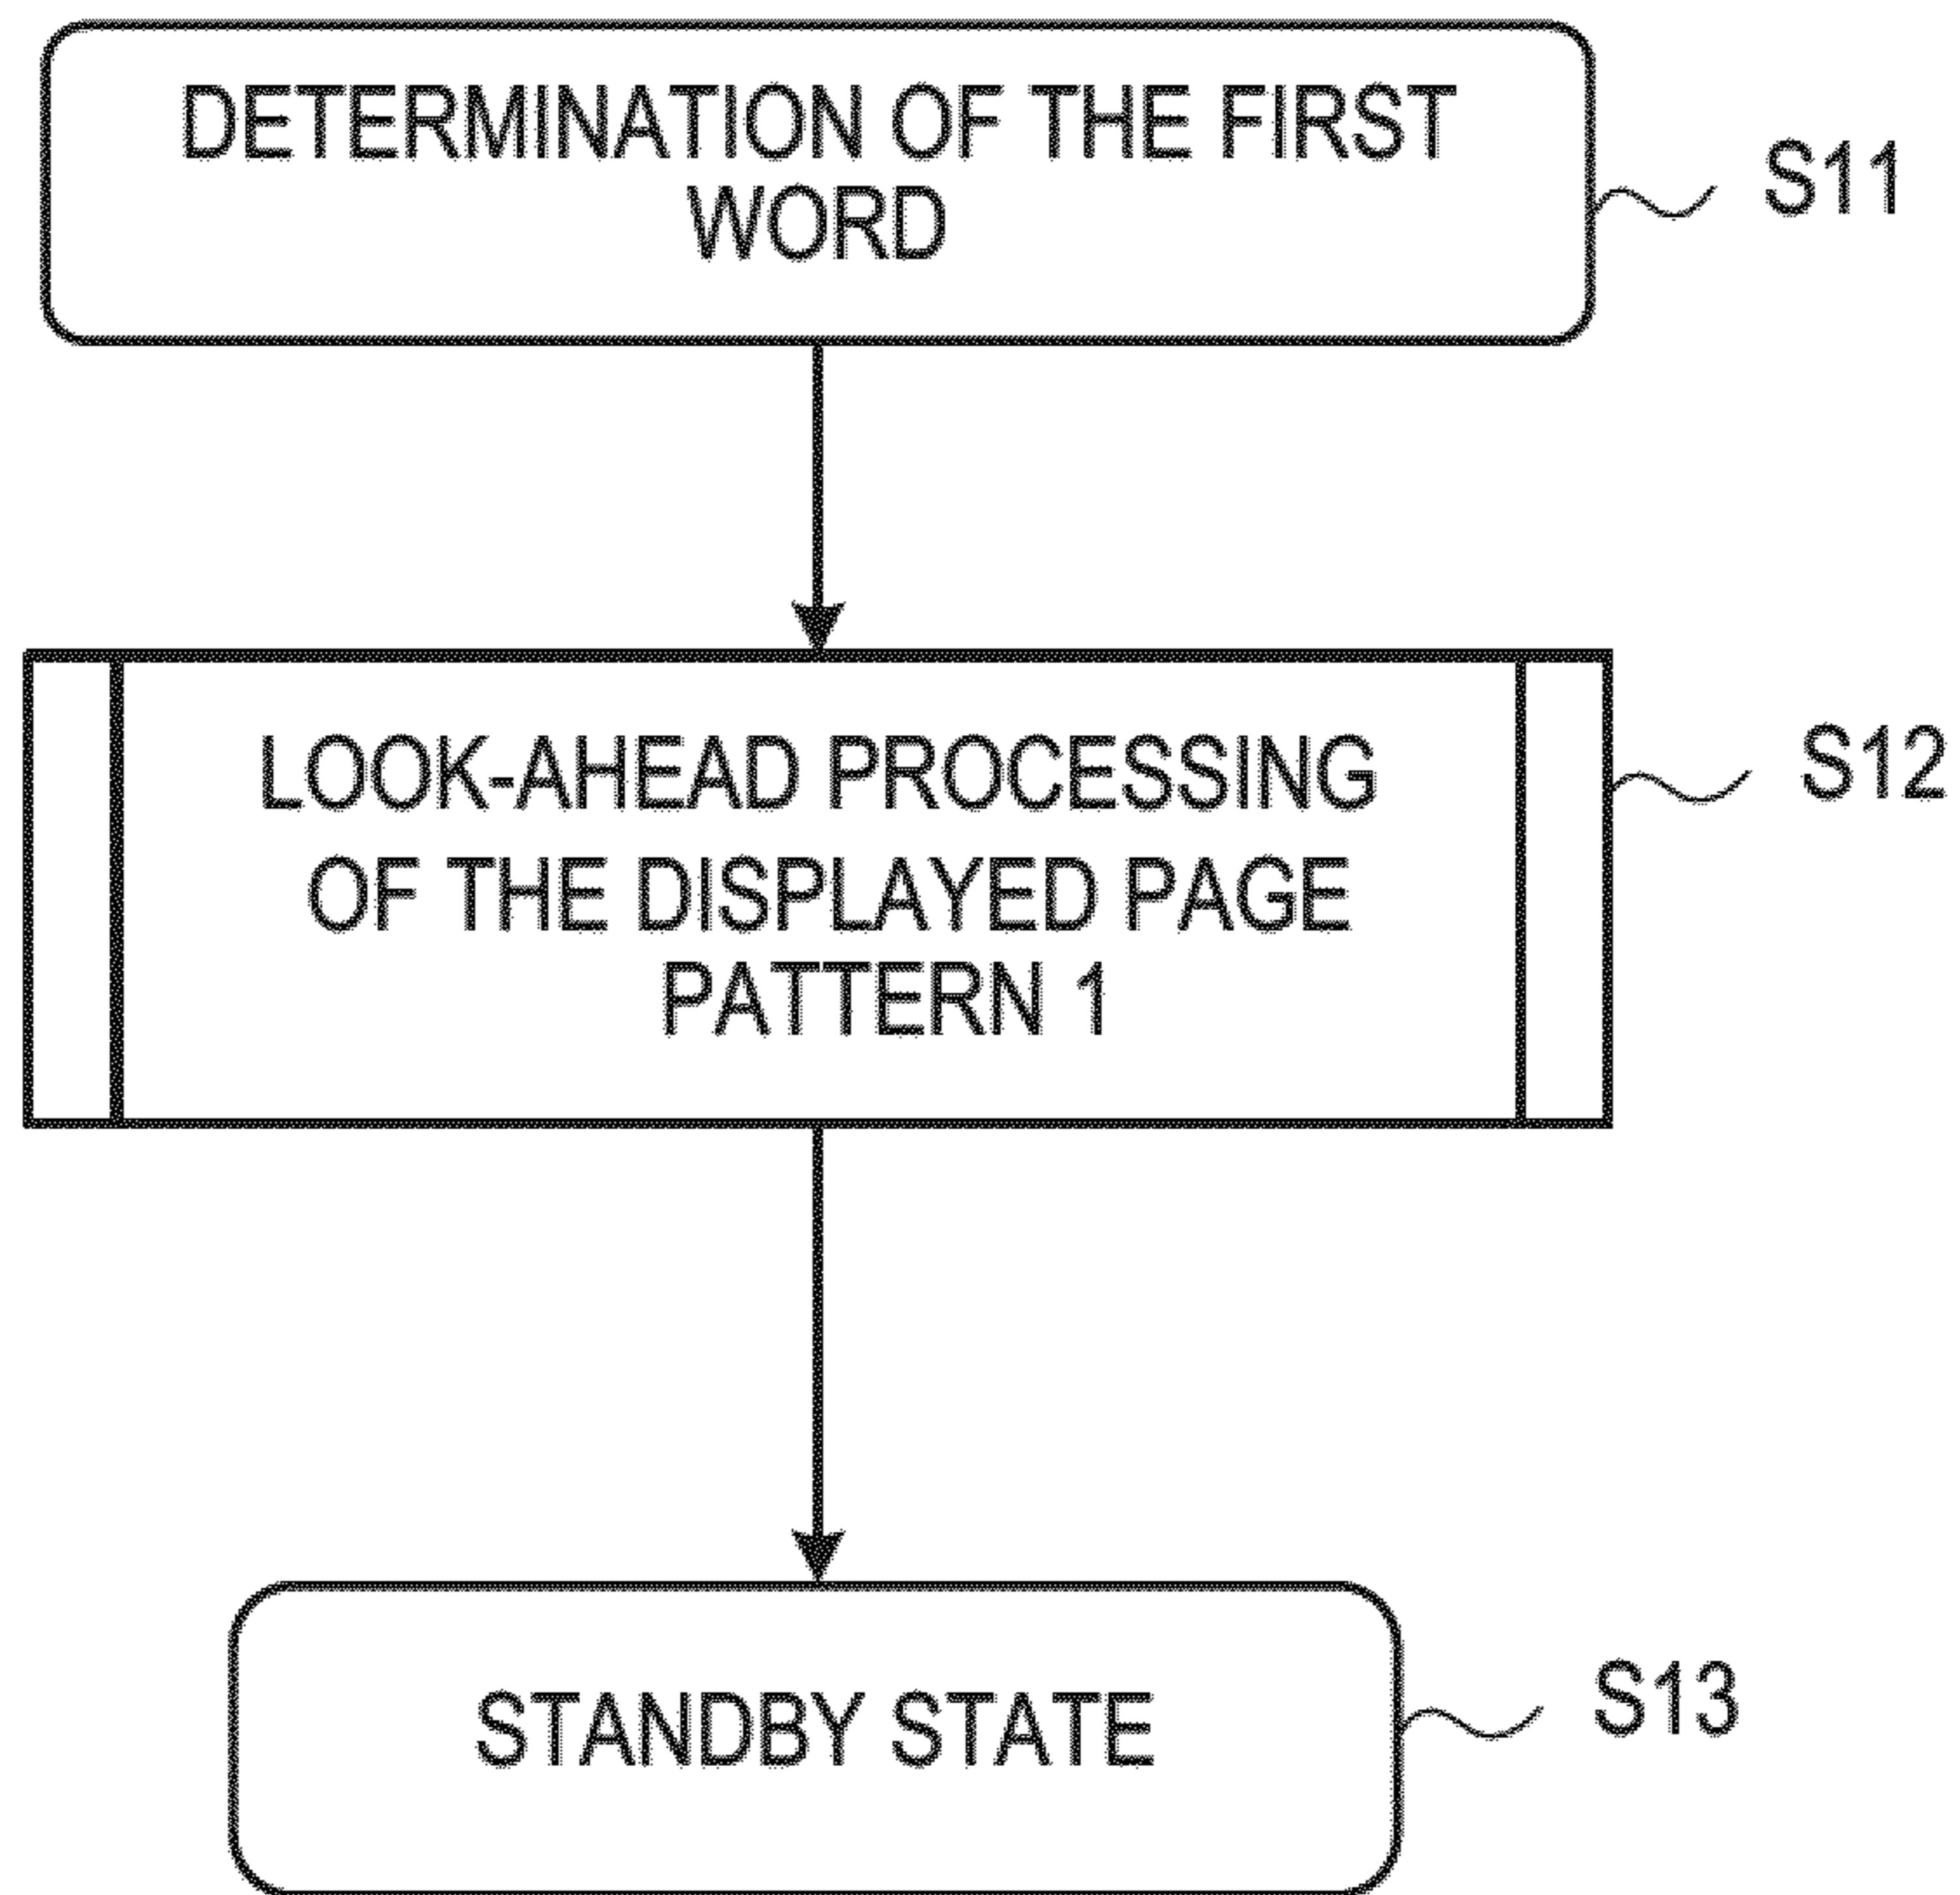 DETERMINATION OF THE FIRST
WORD
S11
LOOK-AHEAD PROCESSING
OF THE DISPLAYED PAGE
PATTERN 1
S12
STANDBY STATE
S13